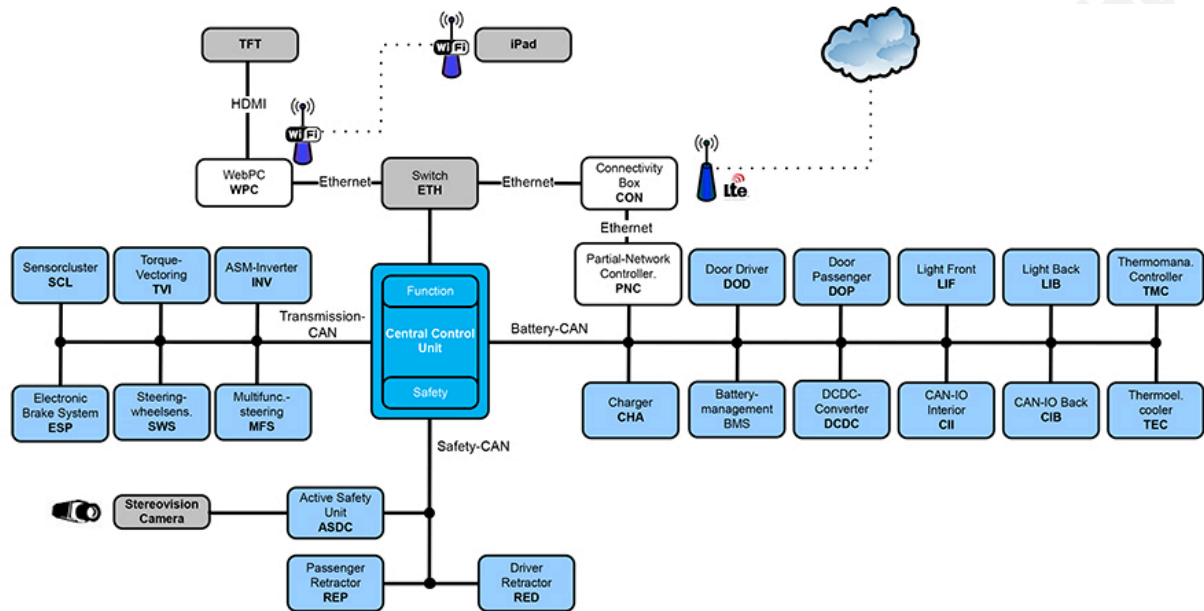 TFT
Wi Fi
iPad
HDMI
Wi Fi
WebPC
WPC
Ethernet
Switch
ETH
Ethernet
Connectivity
Box
CON
Lte
Ethernet
Sensorcluster
SCL
Torque-
Vectoring
TVI
ASM-Inverter
INV
Partial-Network
Controller.
PNC
Door Driver
DOD
Door
Passenger
DOP
Light Front
LIF
Light Back
LIB
Thermomana.
Controller
TMC
Function
Central Control
Unit
Safety
Transmission-
CAN
Battery-CAN
Electronic
Brake System
ESP
Steering-
wheelsens.
SWS
Multifunc.-
steering
MFS
Charger
CHA
Battery-
management
BMS
DCDC-
Converter
DCDC
CAN-IO
Interior
CII
CAN-IO Back
CIB
Thermoel.
cooler
TEC
Safety-CAN
Stereovision
Camera
Active Safety
Unit
ASDC
Passenger
Retractor
REP
Driver
Retractor
RED